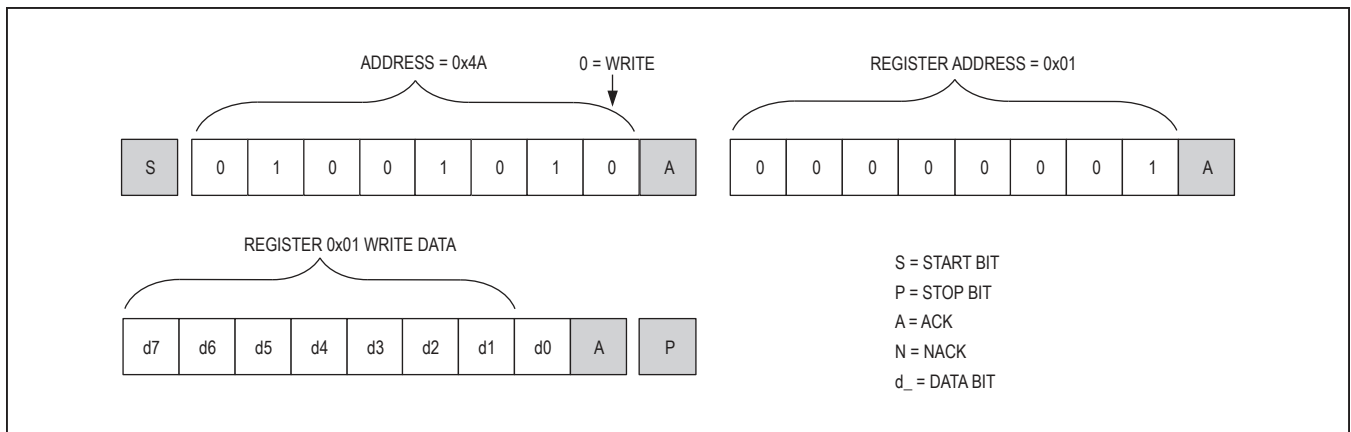 ADDRESS = 0x4A 0 = WRITE REGISTER ADDRESS = 0x01
S 0 1 0 0 1 0 1 0 A 0 0 0 0 0 0 0 1 A
REGISTER 0x01 WRITE DATA
d7 d6 d5 d4 d3 d2 d1 d0 A P
S = START BIT
P = STOP BIT
A = ACK
N = NACK
d_ = DATA BIT